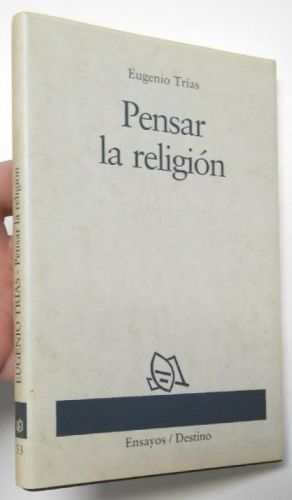 Eugenio Trías
Pensar
la religión
Ensayos / Destino
EUGENIO TRÍAS - Pensar la religión
33